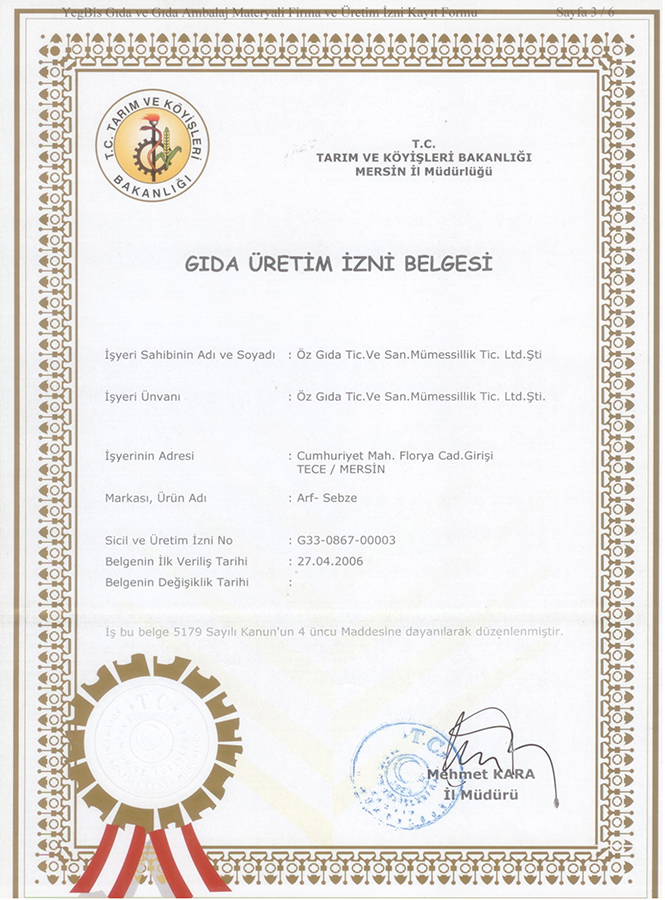 YegBis Gıda ve Gıda Ambalaj Materyali Firma ve Üretim İzni Kayıt Formu Sayfa 3 / 6
T.C. TARIM VE KÖYİŞLERİ
BAKANLIĞI
T.C.
TARIM VE KÖYİŞLERİ BAKANLIĞI
MERSİN İl Müdürlüğü
GIDA ÜRETİM İZNİ BELGESİ
İşyeri Sahibinin Adı ve Soyadı : Öz Gıda Tic.Ve San.Mümessillik Tic. Ltd.Şti
İşyeri Ünvanı : Öz Gıda Tic.Ve San.Mümessillik Tic. Ltd.Şti.
İşyerinin Adresi : Cumhuriyet Mah. Florya Cad.Girişi
TECE / MERSİN
Markası, Ürün Adı : Arf- Sebze
Sicil ve Üretim İzni No : G33-0867-00003
Belgenin İlk Veriliş Tarihi : 27.04.2006
Belgenin Değişiklik Tarihi :
İş bu belge 5179 Sayılı Kanun'un 4 üncu Maddesine dayanılarak düzenlenmiştir.
T C
T.C.
Mehmet KARA
İl Müdürü